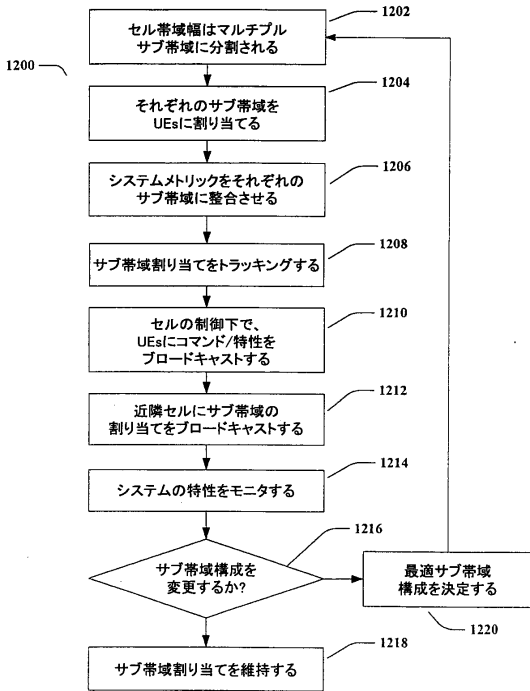 1202
セル帯域幅はマルチプル
サブ帯域に分割される
1200
1204
それぞれのサブ帯域を
UEsに割り当てる
1206
システムメトリックをそれぞれの
サブ帯域に整合させる
1208
サブ帯域割り当てをトラッキングする
1210
セルの制御下で、
UEsにコマンド/特性を
ブロードキャストする
1212
近隣セルにサブ帯域の
割り当てをブロードキャストする
1214
システムの特性をモニタする
1216
サブ帯域構成を
変更するか?
最適サブ帯域
構成を決定する
1220
1218
サブ帯域割り当てを維持する